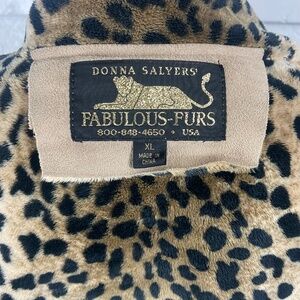 DONNA SALYERS'
FABULOUS-FURS
800-848-4650 • USA
XL
MADE IN
CHINA